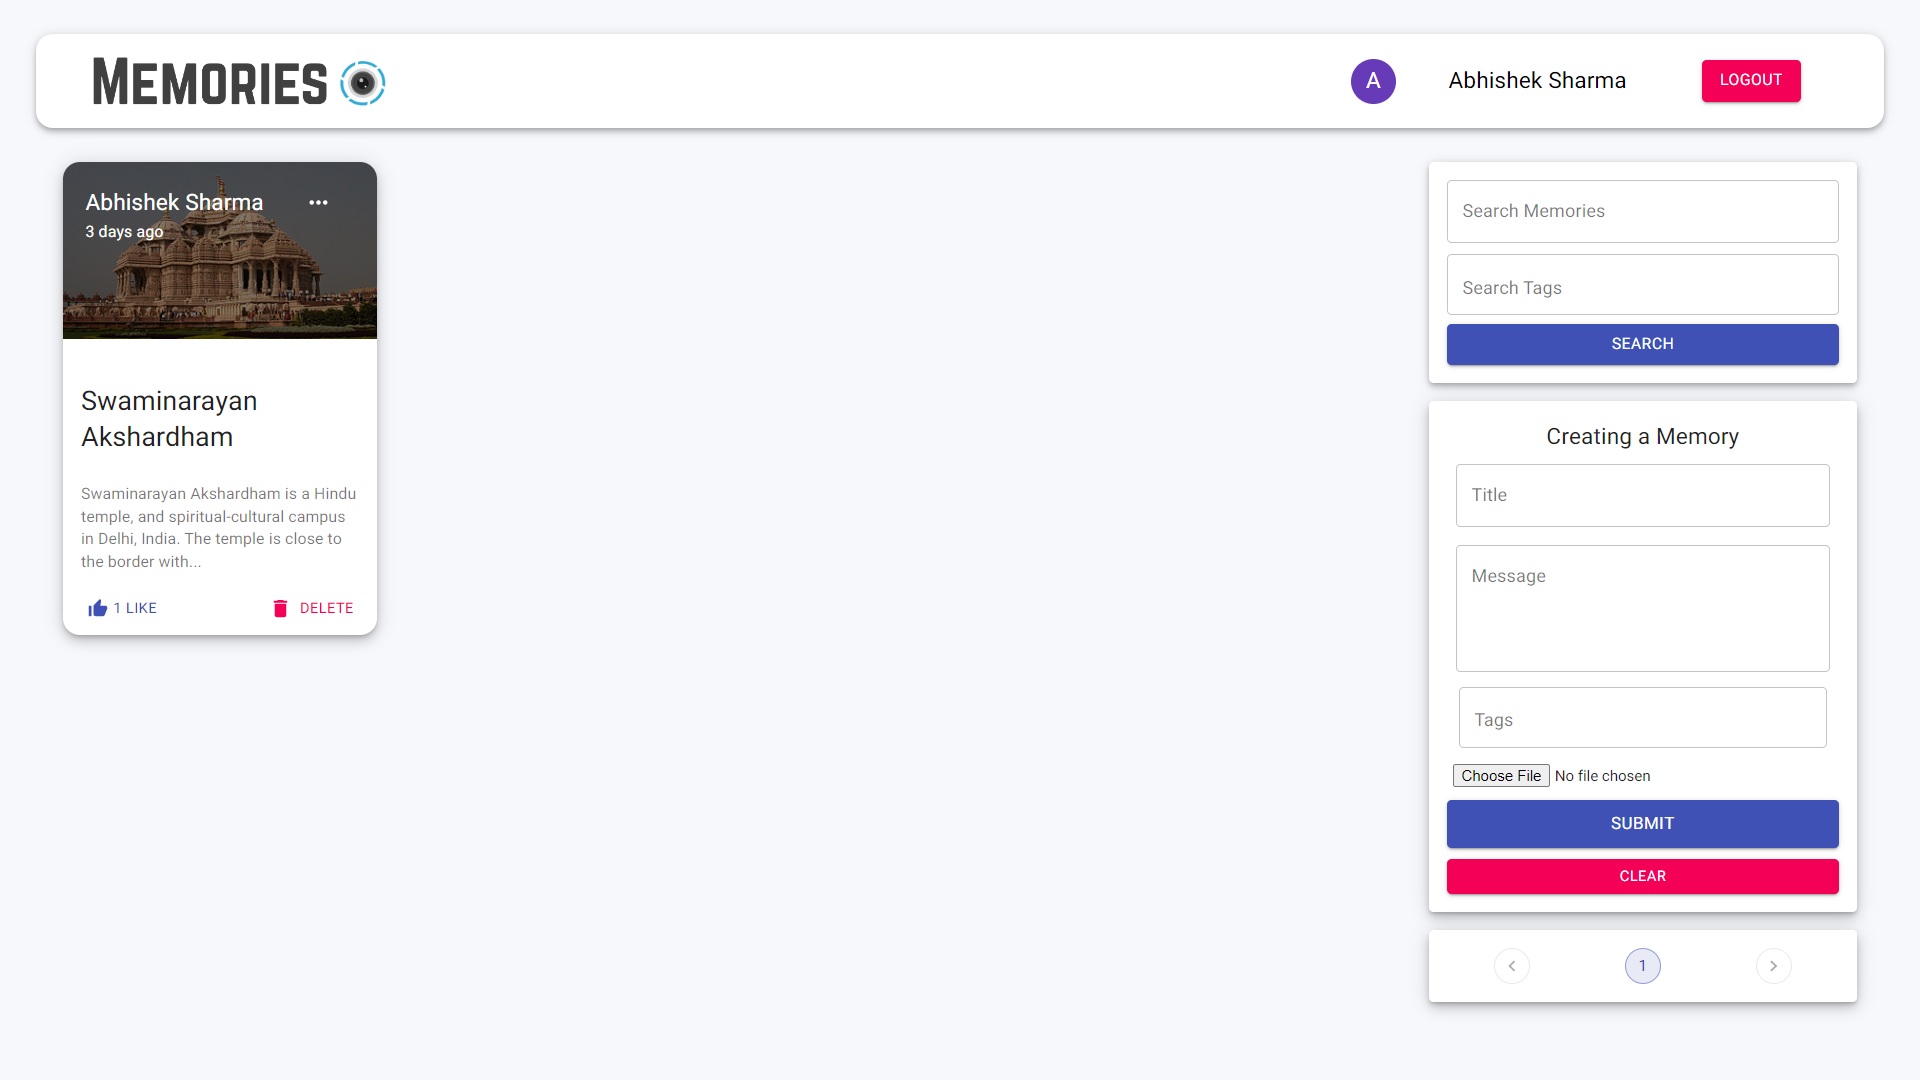 MEMORIES
A
Abhishek Sharma
LOGOUT
Abhishek Sharma
3 days ago
Swaminarayan
Akshardham
Swaminarayan Akshardham is a Hindu
temple, and spiritual-cultural campus
in Delhi, India. The temple is close to
the border with...
1 LIKE
DELETE
Search Memories
Search Tags
SEARCH
Creating a Memory
Title
Message
Tags
Choose File No file chosen
SUBMIT
CLEAR
1